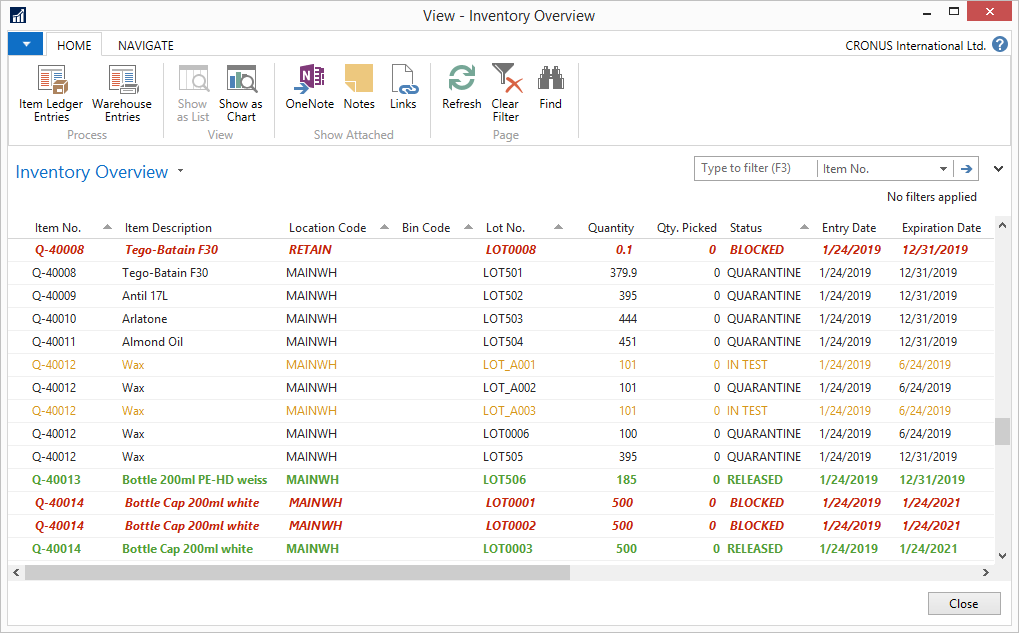 View - Inventory Overview
HOME NAVIGATE CRONUS International Ltd. ?
Item Ledger Entries Warehouse Entries Show as List Show as Chart OneNote Notes Links Refresh Clear Filter Find
Process View Show Attached Page
Inventory Overview Type to filter (F3) Item No.
No filters applied
Item No. Item Description Location Code Bin Code Lot No. Quantity Qty. Picked Status Entry Date Expiration Date
Q-40008 Tego-Batain F30 RETAIN LOT0008 0.1 0 BLOCKED 1/24/2019 12/31/2019
Q-40008 Tego-Batain F30 MAINWH LOT501 379.9 0 QUARANTINE 1/24/2019 12/31/2019
Q-40009 Antil 17L MAINWH LOT502 395 0 QUARANTINE 1/24/2019 12/31/2019
Q-40010 Arlatone MAINWH LOT503 444 0 QUARANTINE 1/24/2019 12/31/2019
Q-40011 Almond Oil MAINWH LOT504 451 0 QUARANTINE 1/24/2019 12/31/2019
Q-40012 Wax MAINWH LOT_A001 101 0 IN TEST 1/24/2019 6/24/2019
Q-40012 Wax MAINWH LOT_A002 101 0 QUARANTINE 1/24/2019 6/24/2019
Q-40012 Wax MAINWH LOT_A003 101 0 IN TEST 1/24/2019 6/24/2019
Q-40012 Wax MAINWH LOT0006 100 0 QUARANTINE 1/24/2019 6/24/2019
Q-40012 Wax MAINWH LOT505 395 0 QUARANTINE 1/24/2019 12/31/2019
Q-40013 Bottle 200ml PE-HD weiss MAINWH LOT506 185 0 RELEASED 1/24/2019 12/31/2019
Q-40014 Bottle Cap 200ml white MAINWH LOT0001 500 0 BLOCKED 1/24/2019 1/24/2021
Q-40014 Bottle Cap 200ml white MAINWH LOT0002 500 0 BLOCKED 1/24/2019 1/24/2021
Q-40014 Bottle Cap 200ml white MAINWH LOT0003 500 0 RELEASED 1/24/2019 1/24/2021
Close